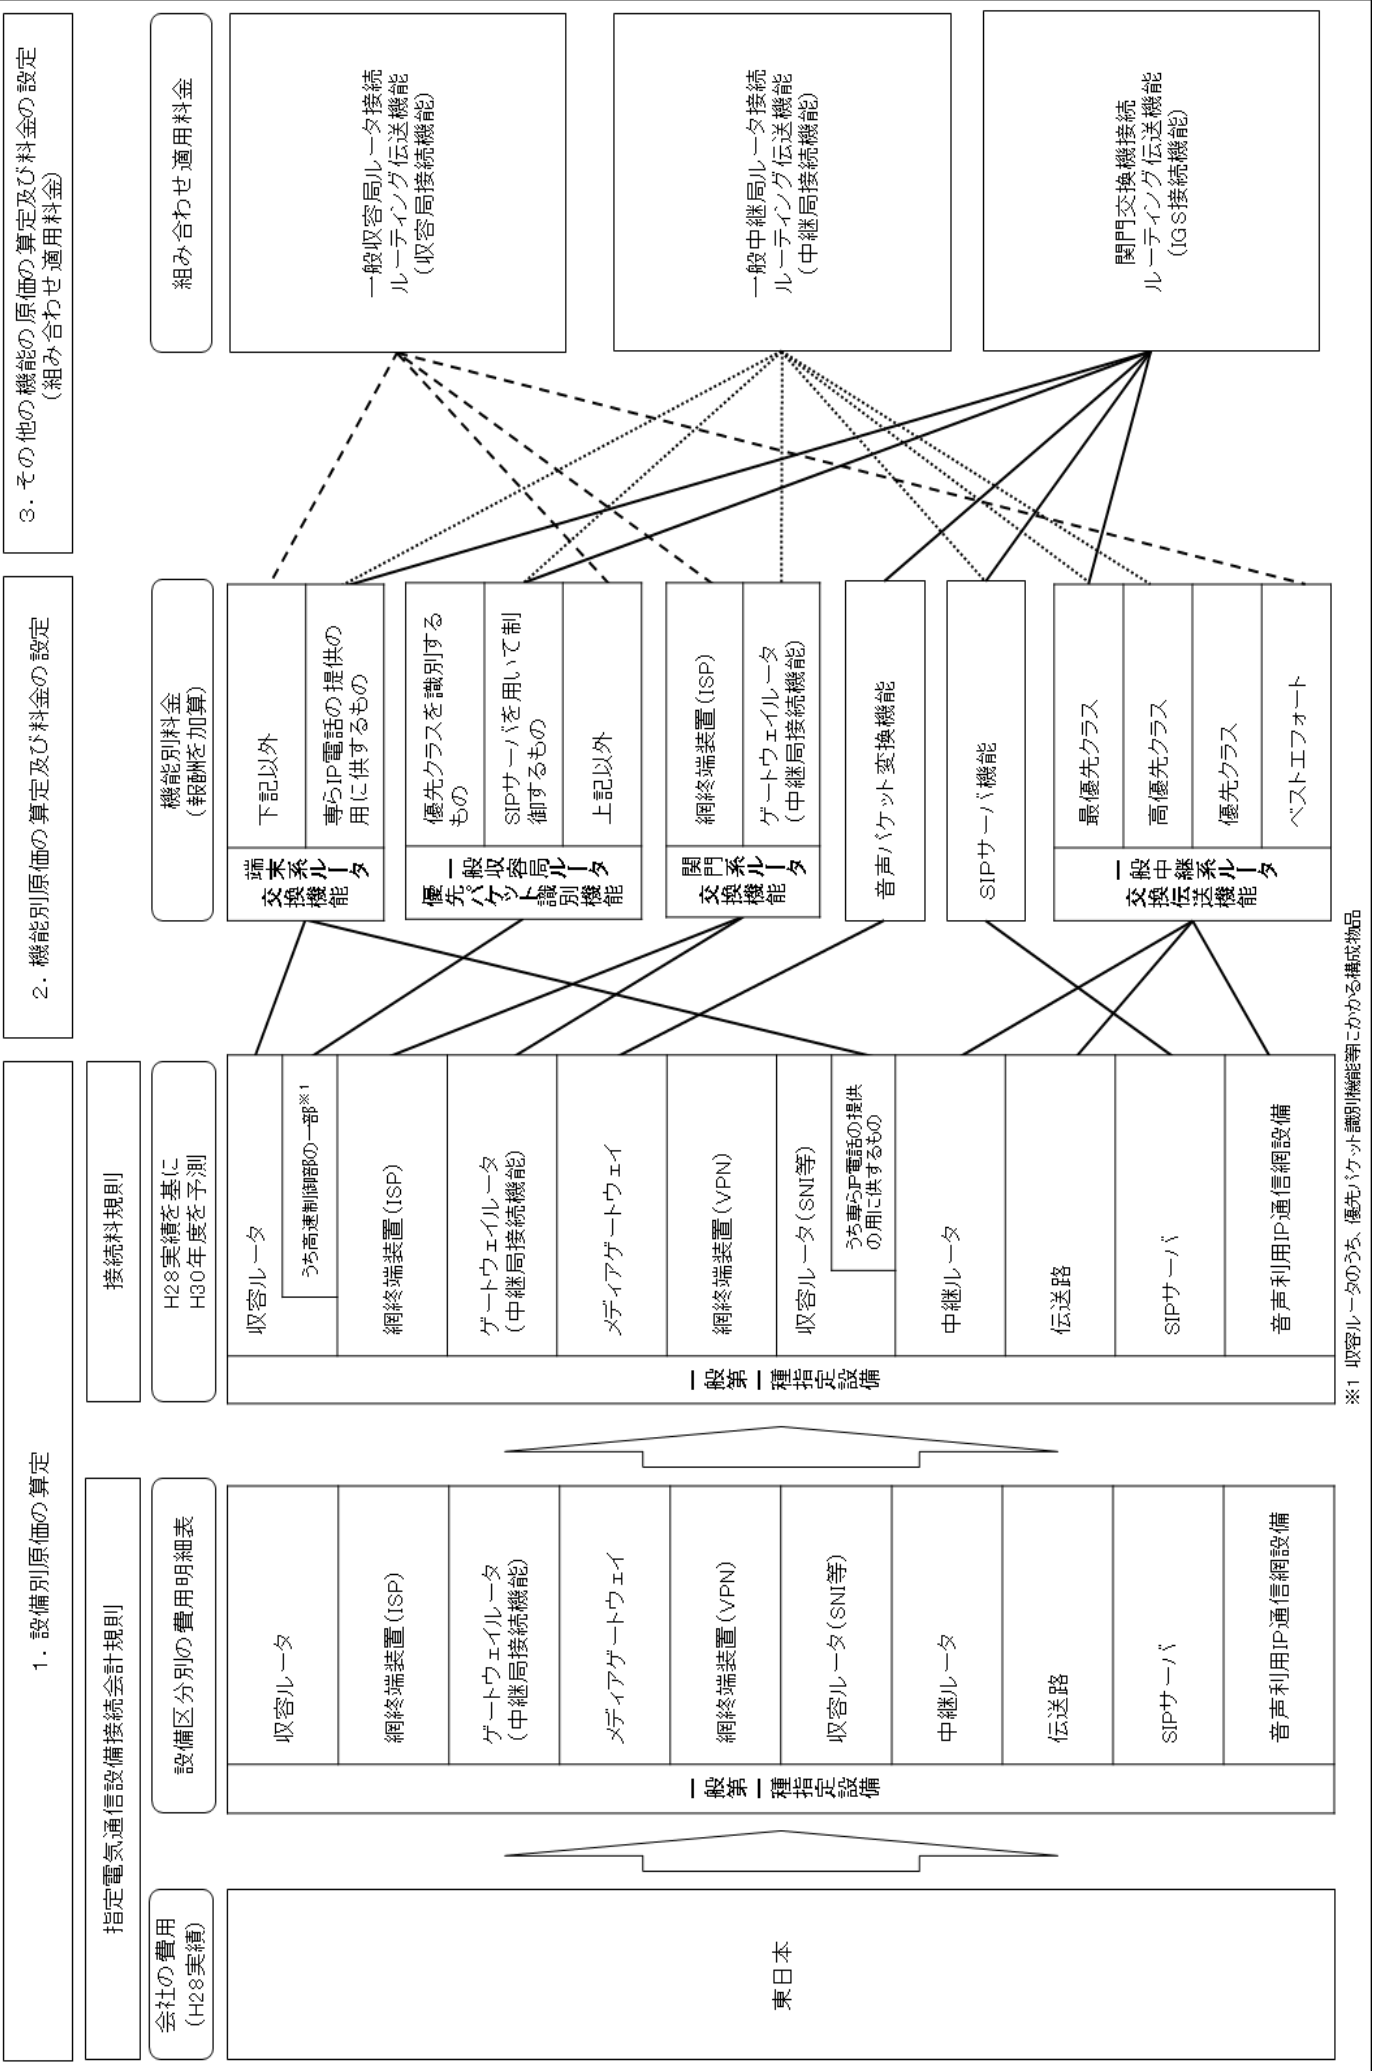 1．設備別原価の算定
2．機能別原価の算定及び料金の設定
3．その他の機能の原価の算定及び料金の設定
（組み合わせ適用料金）
指定電気通信設備接続会計規則
接続料規則
会社の費用
（H28実績）
設備区分別の費用明細表
H28実績を基に
H30年度を予測
機能別料金
（報酬を加算）
組み合わせ適用料金
東日本
一般第一種指定設備
収容ルータ
網終端装置(ISP)
ゲートウェイルータ
（中継局接続機能）
メディアゲートウェイ
網終端装置(VPN)
収容ルータ(SNI等)
中継ルータ
伝送路
SIPサーバ
音声利用IP通信網設備
一般第一種指定設備
収容ルータ
うち高速制御部の一部※1
網終端装置(ISP)
ゲートウェイルータ
（中継局接続機能）
メディアゲートウェイ
網終端装置(VPN)
収容ルータ(SNI等)
うち専らIP電話の提供
の用に供するもの
中継ルータ
伝送路
SIPサーバ
音声利用IP通信網設備
端末系ルータ
交換機能
下記以外
専らIP電話の提供の
用に供するもの
一般収容局ルータ
優先パケット識別機能
優先クラスを識別する
もの
SIPサーバを用いて制
御するもの
上記以外
関門系ルータ
交換機能
網終端装置(ISP)
ゲートウェイルータ
（中継局接続機能）
音声パケット変換機能
SIPサーバ機能
一般中継系ルータ
交換伝送機能
最優先クラス
高優先クラス
優先クラス
ベストエフォート
一般収容局ルータ接続
ルーティング伝送機能
（収容局接続機能）
一般中継局ルータ接続
ルーティング伝送機能
（中継局接続機能）
関門交換機接続
ルーティング伝送機能
（IGS接続機能）
※1 収容ルータのうち、優先パケット識別機能等にかかる構成物品